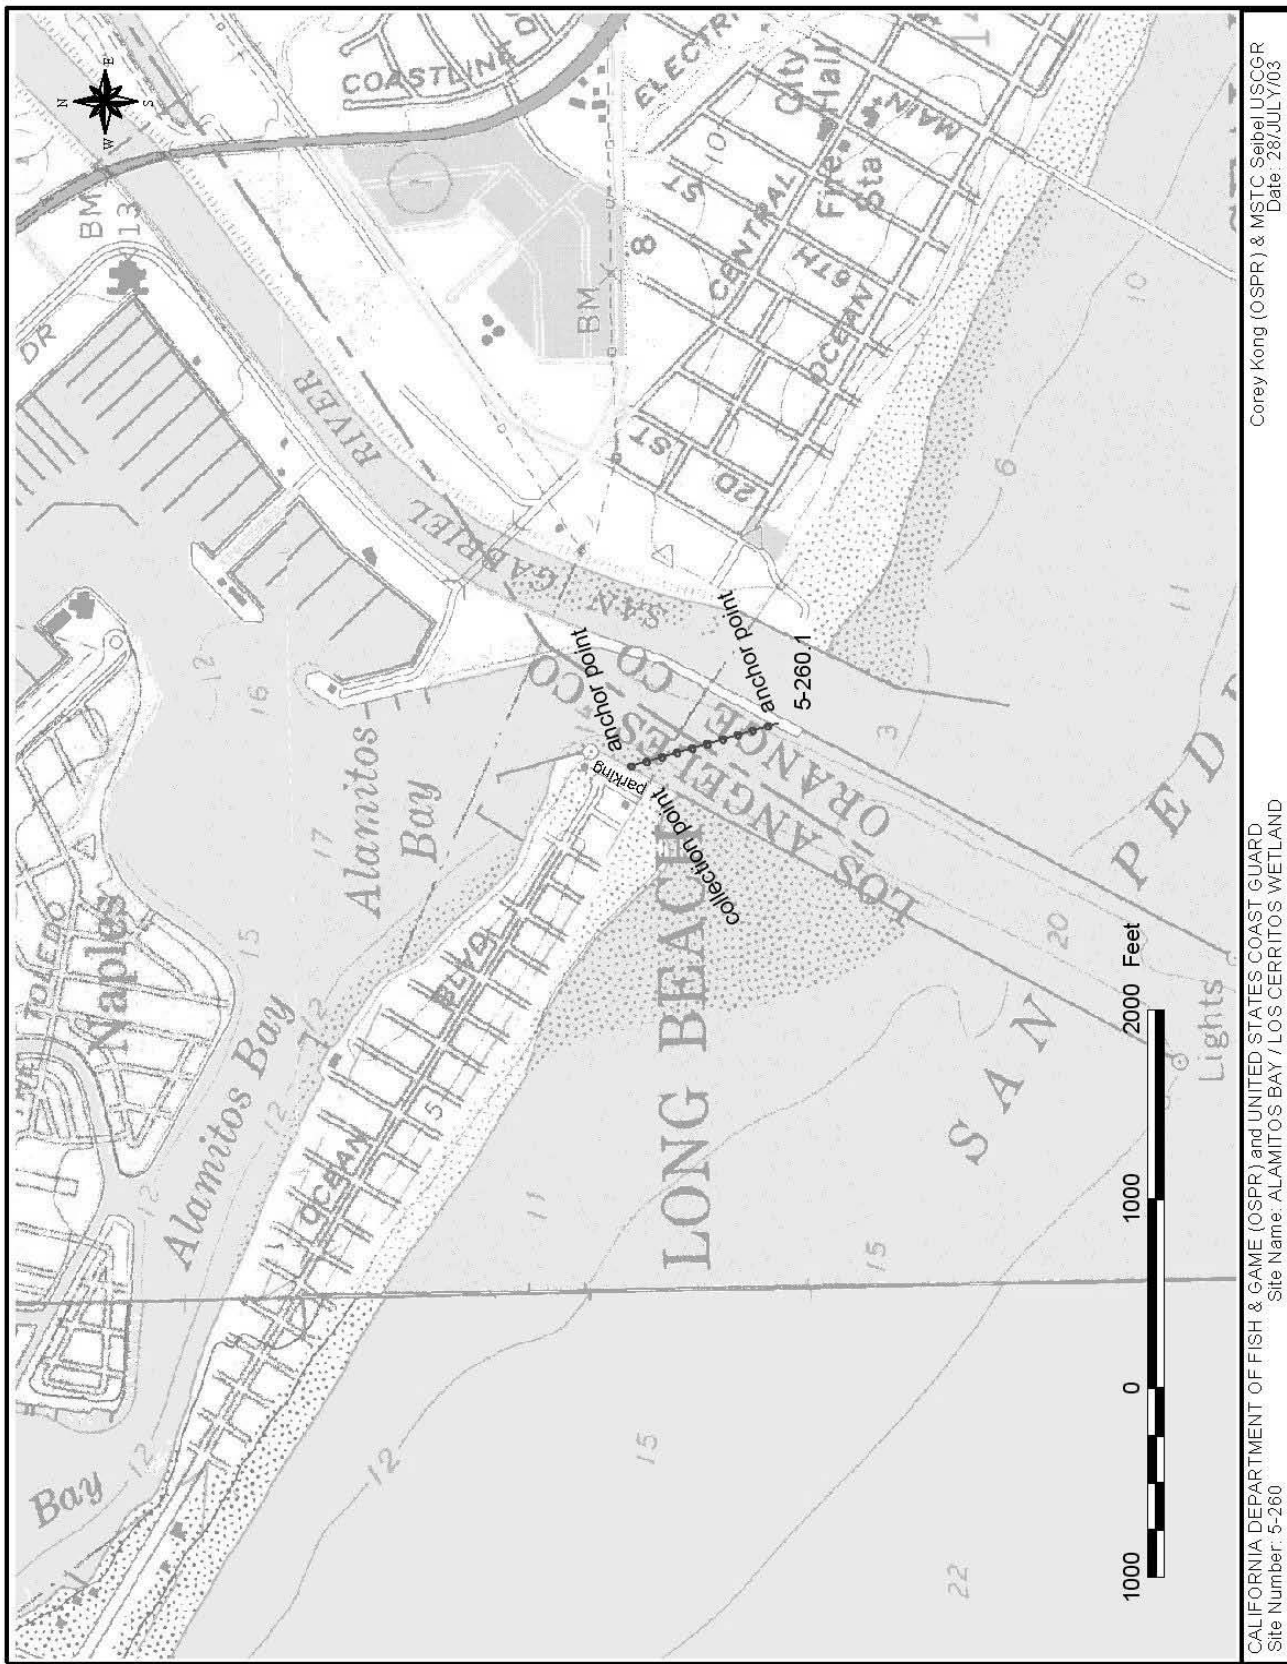 N
E
S
W
DR
BM
13
COASTLINE D
ELECTRI
City
Hall
Fire
Sta
MAIN
ST
10
CENTRAL
6TH
OCEAN
8
BM
ST
2D
RIVER
GABRIEL
SAN
TOLEDO
Naples
12
16
17
15
Alamitos
Bay
Alamitos Bay
12
12
12
12
Bay
anchor point
anchor point
5-260.1
parking
collection point
OCEAN
BLVD
5
LOS ANGELES CO
ORANGE CO
LONG BEACH
SAN PED
3
6
10
11
20
11
15
12
15
22
Lights
1000
0
1000
2000 Feet
CALIFORNIA DEPARTMENT OF FISH & GAME (OSPR) and UNITED STATES COAST GUARD
Corey Kong (OSPR) & MSTC Seibel USCGR
Site Number: 5-260
Site Name: ALAMITOS BAY / LOS CERRITOS WETLAND
Date: 28/JULY/03